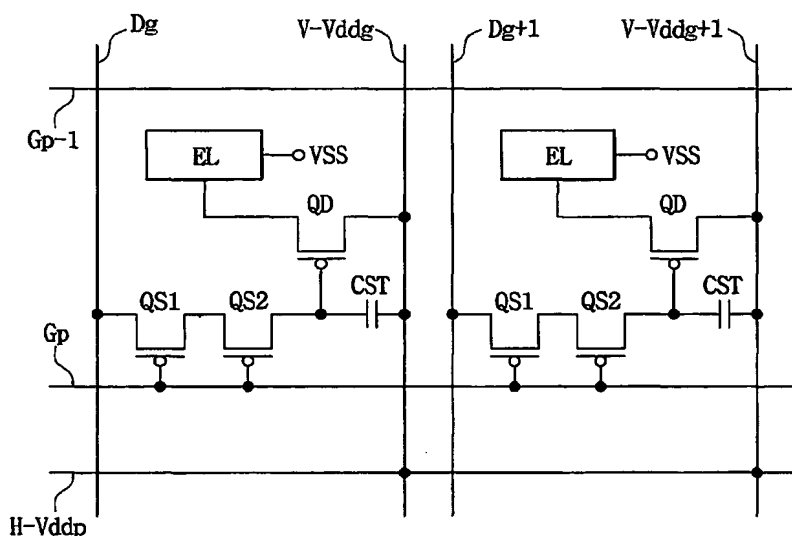 Dg
V-Vddg
Dg+1
V-Vddg+1
Gp-1
EL
VSS
EL
VSS
QD
QD
CST
CST
QS1
QS2
QS1
QS2
Gp
H-Vddp